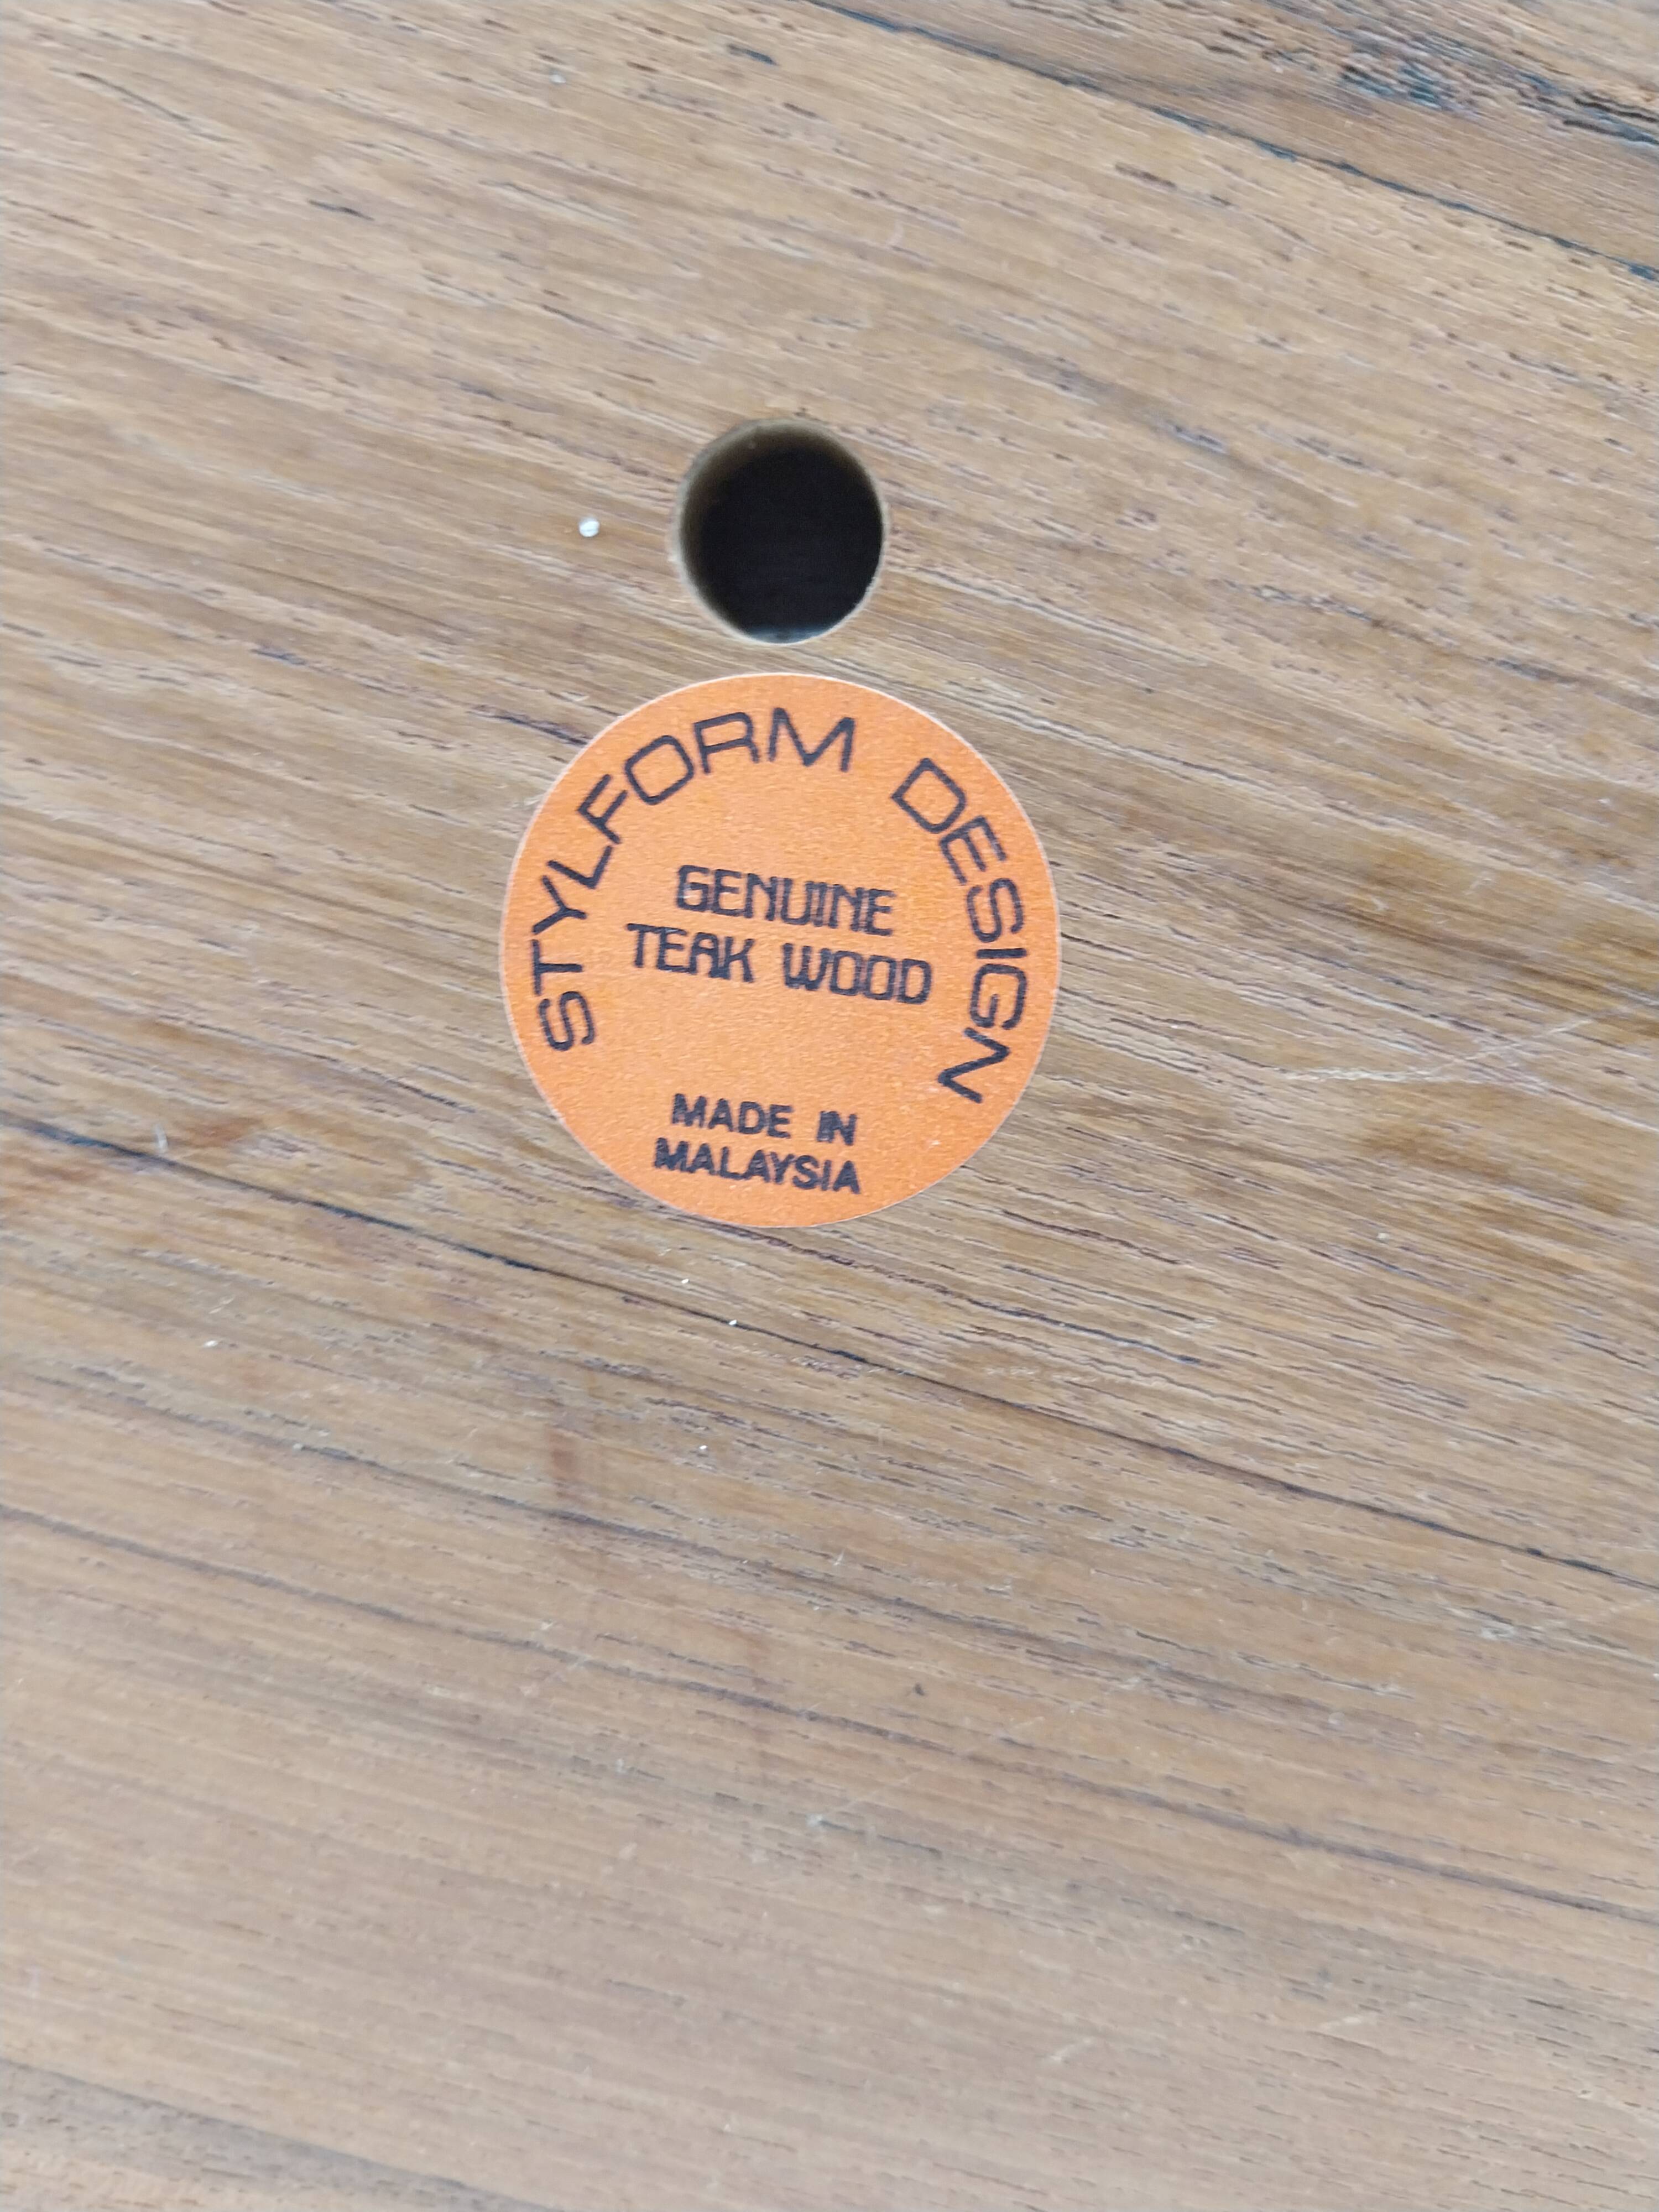 STYLFORM DESIGN
GENUINE
TEAK WOOD
MADE IN
MALAYSIA